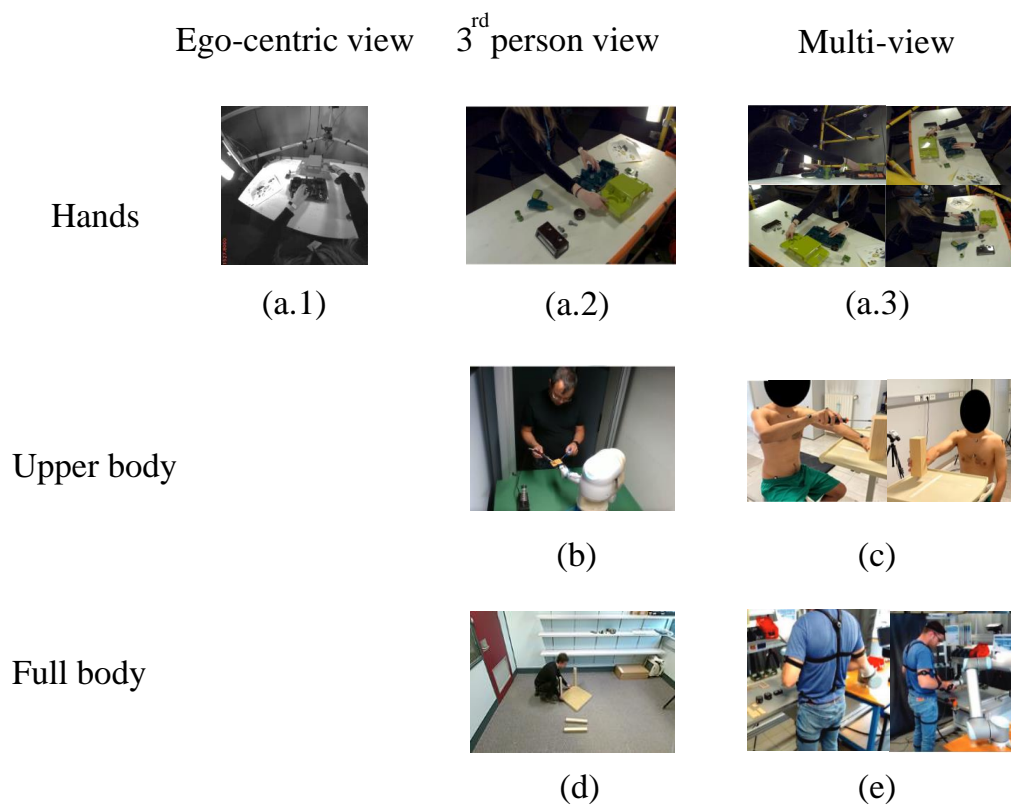 Ego-centric view 3rd person view Multi-view
Hands
(a.1) (a.2) (a.3)
Upper body
(b) (c)
Full body
(d) (e)